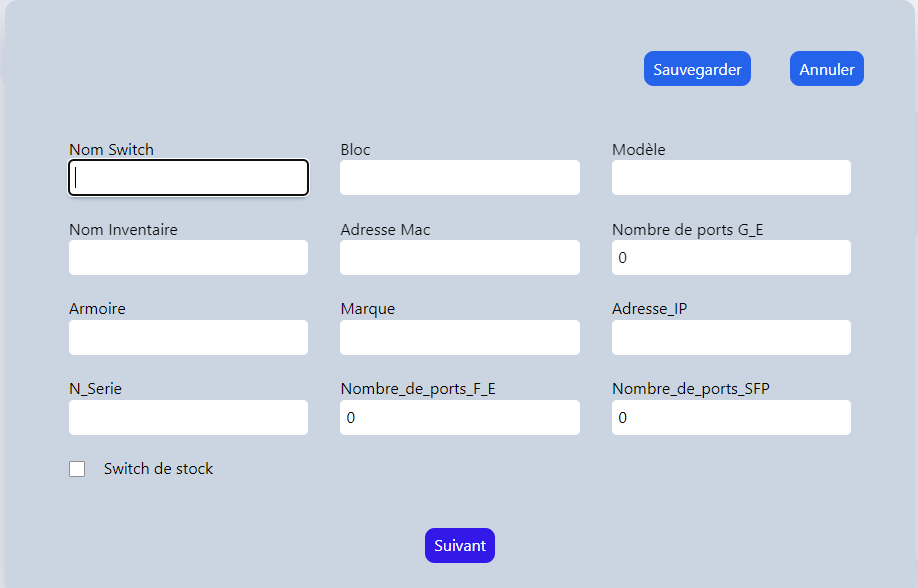 Sauvegarder Annuler
Nom Switch Bloc Modèle
Nom Inventaire Adresse Mac Nombre de ports G_E
0
Armoire Marque Adresse_IP
N_Serie Nombre_de_ports_F_E Nombre_de_ports_SFP
0 0
Switch de stock
Suivant